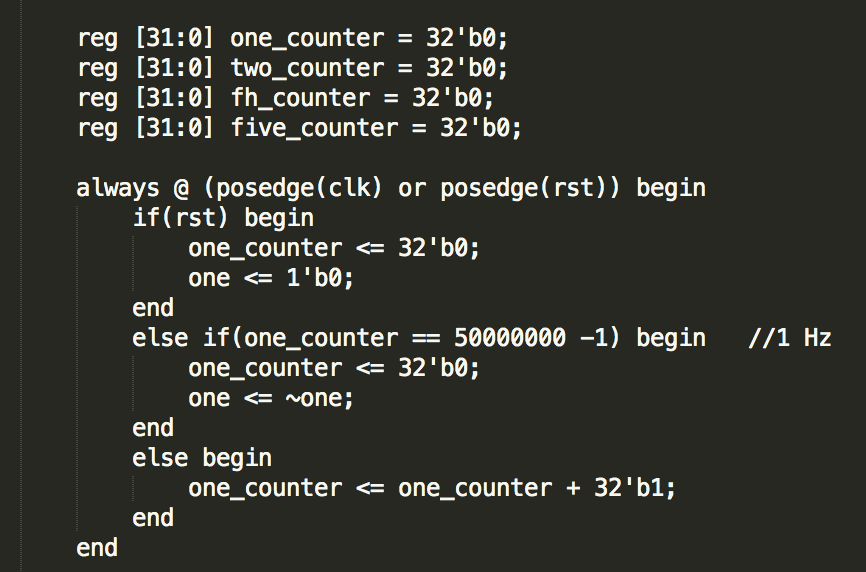 reg [31:0] one_counter = 32'b0;
reg [31:0] two_counter = 32'b0;
reg [31:0] fh_counter = 32'b0;
reg [31:0] five_counter = 32'b0;
always @ (posedge(clk) or posedge(rst)) begin
if(rst) begin
one_counter <= 32'b0;
one <= 1'b0;
end
else if(one_counter == 50000000 -1) begin   //1 Hz
one_counter <= 32'b0;
one <= ~one;
end
else begin
one_counter <= one_counter + 32'b1;
end
end